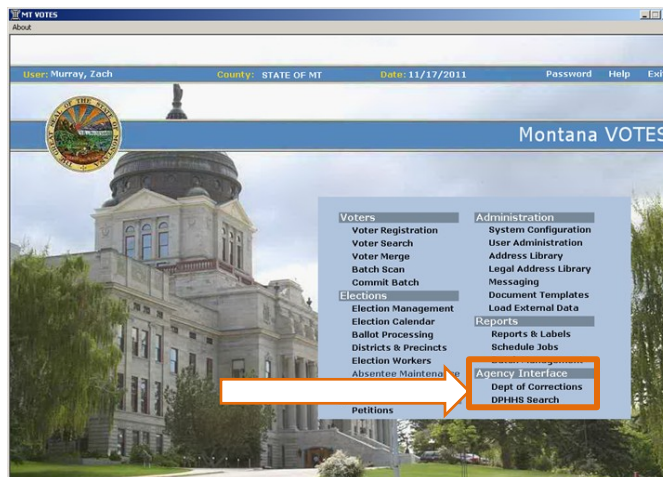 MT VOTES
About
User: Murray, Zach County: STATE OF MT Date: 11/17/2011 Password Help Exi
Montana VOTES
Voters
Voter Registration
Voter Search
Voter Merge
Batch Scan
Commit Batch
Elections
Election Management
Election Calendar
Ballot Processing
Districts & Precincts
Election Workers
Absentee Maintenance
Petitions
Administration
System Configuration
User Administration
Address Library
Legal Address Library
Messaging
Document Templates
Load External Data
Reports
Reports & Labels
Schedule Jobs
Agency Interface
Dept of Corrections
DPHHS Search